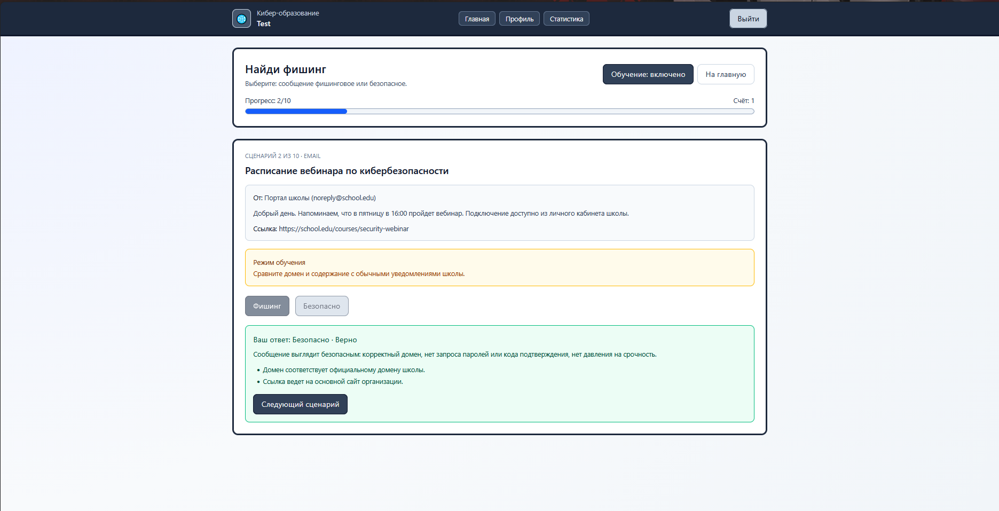 Кибер-образование
Test
Главная
Профиль
Статистика
Выйти
Найди фишинг
Выберите: сообщение фишинговое или безопасное.
Обучение: включено
На главную
Прогресс: 2/10
Счёт: 1
СЦЕНАРИЙ 2 ИЗ 10 · EMAIL
Расписание вебинара по кибербезопасности
От: Портал школы (noreply@school.edu)
Добрый день. Напоминаем, что в пятницу в 16:00 пройдет вебинар. Подключение доступно из личного кабинета школы.
Ссылка: https://school.edu/courses/security-webinar
Режим обучения
Сравните домен и содержание с обычными уведомлениями школы.
Фишинг
Безопасно
Ваш ответ: Безопасно · Верно
Сообщение выглядит безопасным: корректный домен, нет запроса паролей или кода подтверждения, нет давления на срочность.
• Домен соответствует официальному домену школы.
• Ссылка ведет на основной сайт организации.
Следующий сценарий